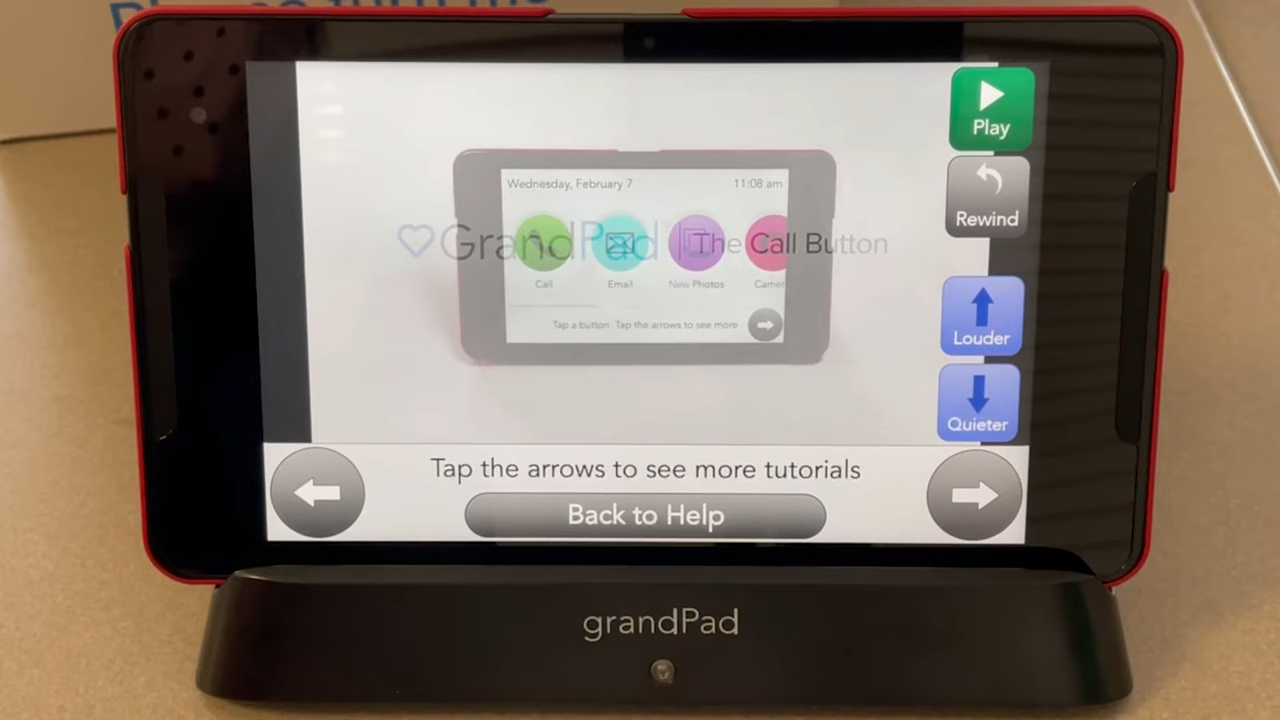 Play
Wednesday, February 7 11:08 am
Rewind
GrandPad | The Call Button
Call Email New Photos Camer
Tap a button. Tap the arrows to see more
Louder
Quieter
Tap the arrows to see more tutorials
Back to Help
grandPad